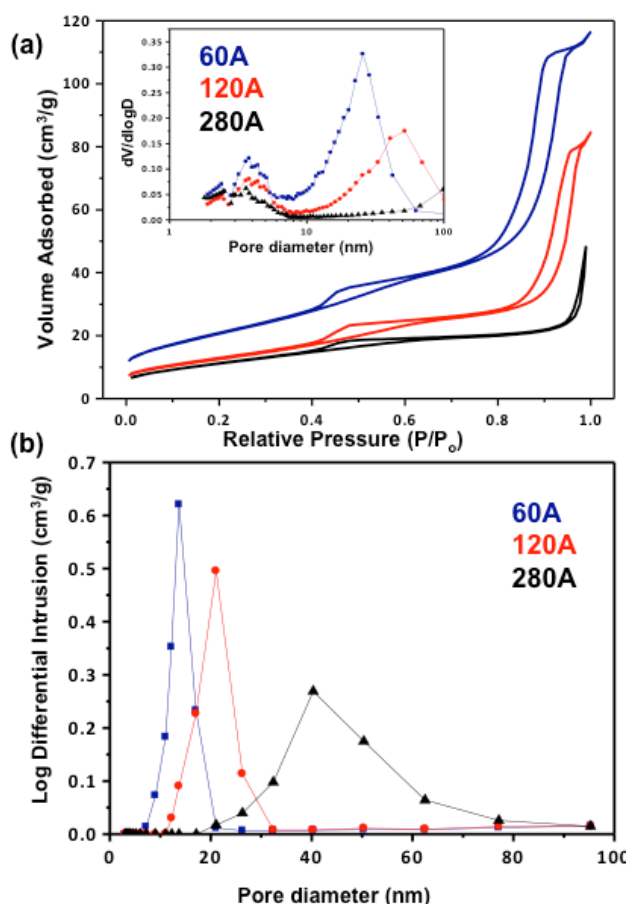 (a)
120
100
80
60
40
20
0
Volume Adsorbed (cm³/g)
0.0 0.2 0.4 0.6 0.8 1.0
Relative Pressure (P/Pₒ)
0.35
0.30
0.25
0.20
0.15
0.10
0.05
0.00
dV/dlogD
60A
120A
280A
1 10 100
Pore diameter (nm)
(b)
0.7
0.6
0.5
0.4
0.3
0.2
0.1
0.0
Log Differential Intrusion (cm³/g)
60A
120A
280A
0 20 40 60 80 100
Pore diameter (nm)